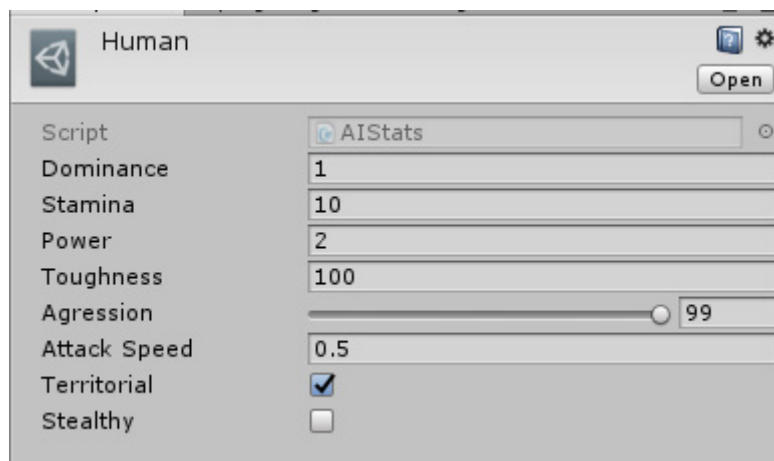 Human
Open
Script AIStats
Dominance 1
Stamina 10
Power 2
Toughness 100
Agression 99
Attack Speed 0.5
Territorial
Stealthy